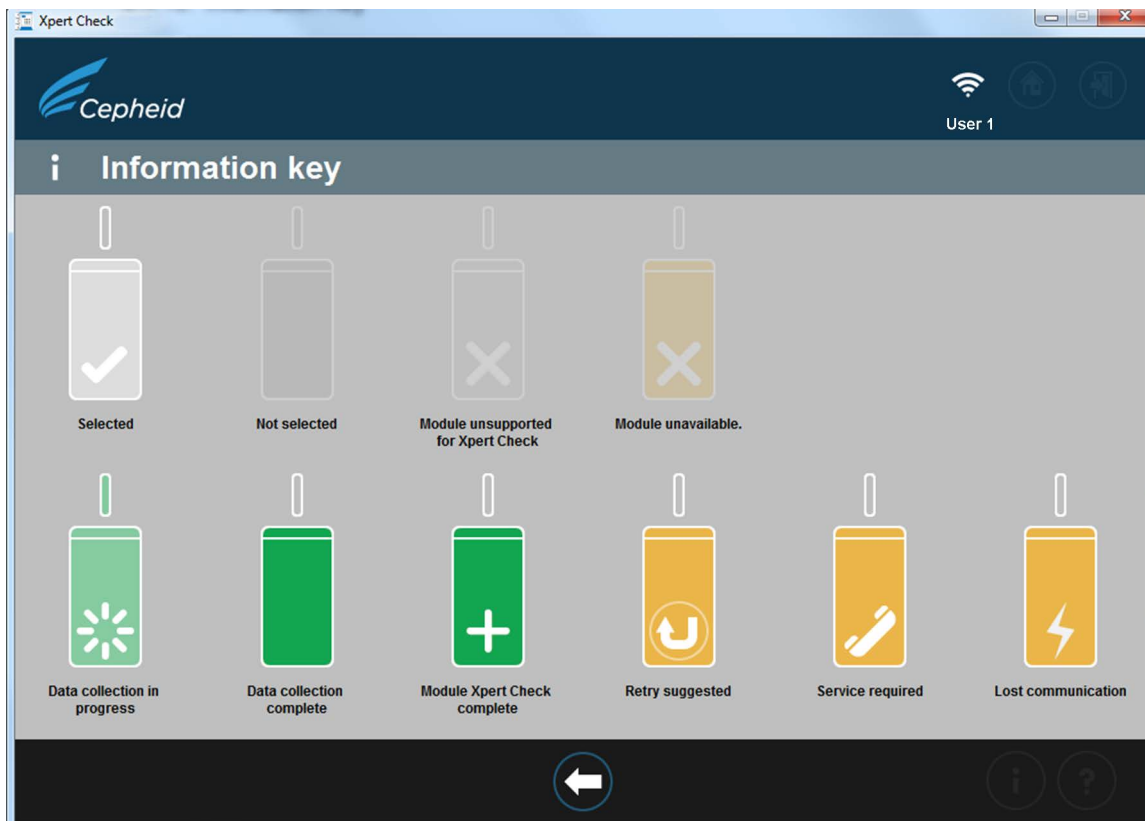 Xpert Check
Cepheid
User 1
i Information key
Selected
Not selected
Module unsupported
for Xpert Check
Module unavailable.
Data collection in
progress
Data collection
complete
Module Xpert Check
complete
Retry suggested
Service required
Lost communication
i ?